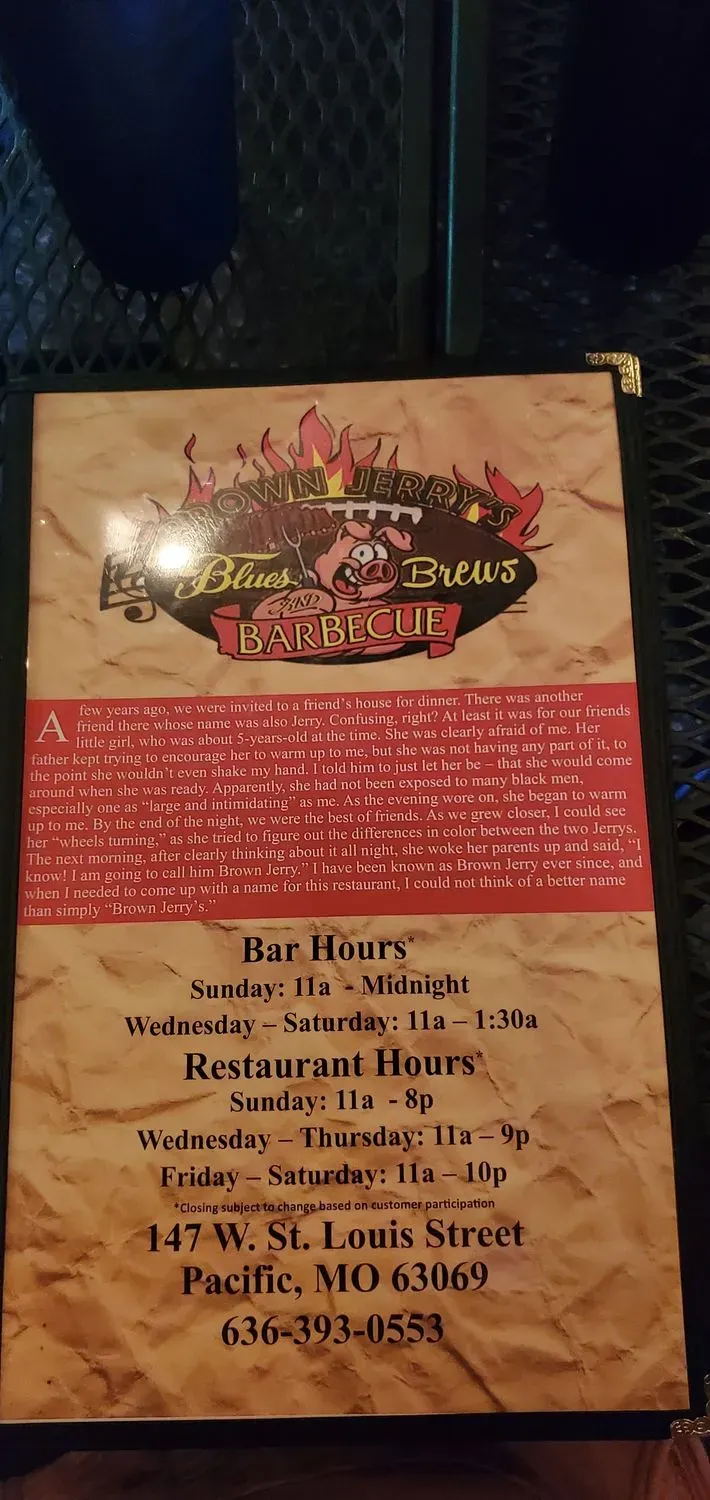 BROWN JERRY'S
Blues Brews
AND
BARBECUE
A few years ago, we were invited to a friend's house for dinner. There was another
friend there whose name was also Jerry. Confusing, right? At least it was for our friends
little girl, who was about 5-years-old at the time. She was clearly afraid of me. Her
father kept trying to encourage her to warm up to me, but she was not having any part of it, to
the point she wouldn't even shake my hand. I told him to just let her be – that she would come
around when she was ready. Apparently, she had not been exposed to many black men,
especially one as “large and intimidating” as me. As the evening wore on, she began to warm
up to me. By the end of the night, we were the best of friends. As we grew closer, I could see
her “wheels turning,” as she tried to figure out the differences in color between the two Jerrys.
The next morning, after clearly thinking about it all night, she woke her parents up and said, “I
know! I am going to call him Brown Jerry.” I have been known as Brown Jerry ever since, and
when I needed to come up with a name for this restaurant, I could not think of a better name
than simply “Brown Jerry's.”
Bar Hours*
Sunday: 11a - Midnight
Wednesday – Saturday: 11a – 1:30a
Restaurant Hours*
Sunday: 11a - 8p
Wednesday – Thursday: 11a – 9p
Friday – Saturday: 11a – 10p
*Closing subject to change based on customer participation
147 W. St. Louis Street
Pacific, MO 63069
636-393-0553